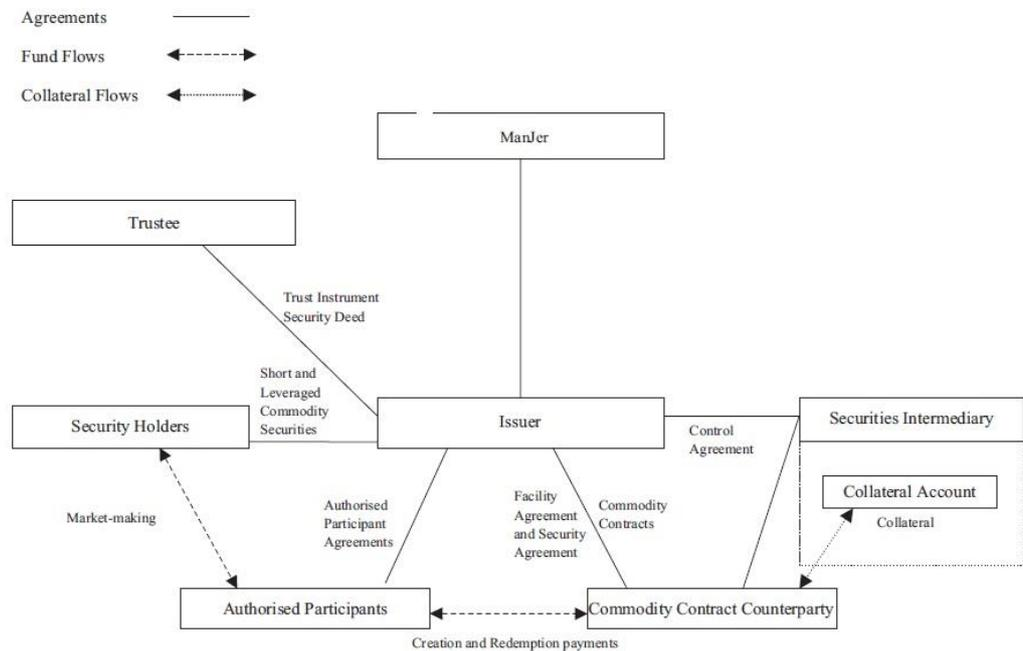 Agreements
Fund Flows
Collateral Flows
ManJer
Trustee
Trust Instrument
Security Deed
Short and
Leveraged
Commodity
Securities
Security Holders
Issuer
Securities Intermediary
Control
Agreement
Collateral Account
Collateral
Market-making
Authorised
Participant
Agreements
Facility
Agreement
and Security
Agreement
Commodity
Contracts
Authorised Participants
Commodity Contract Counterparty
Creation and Redemption payments